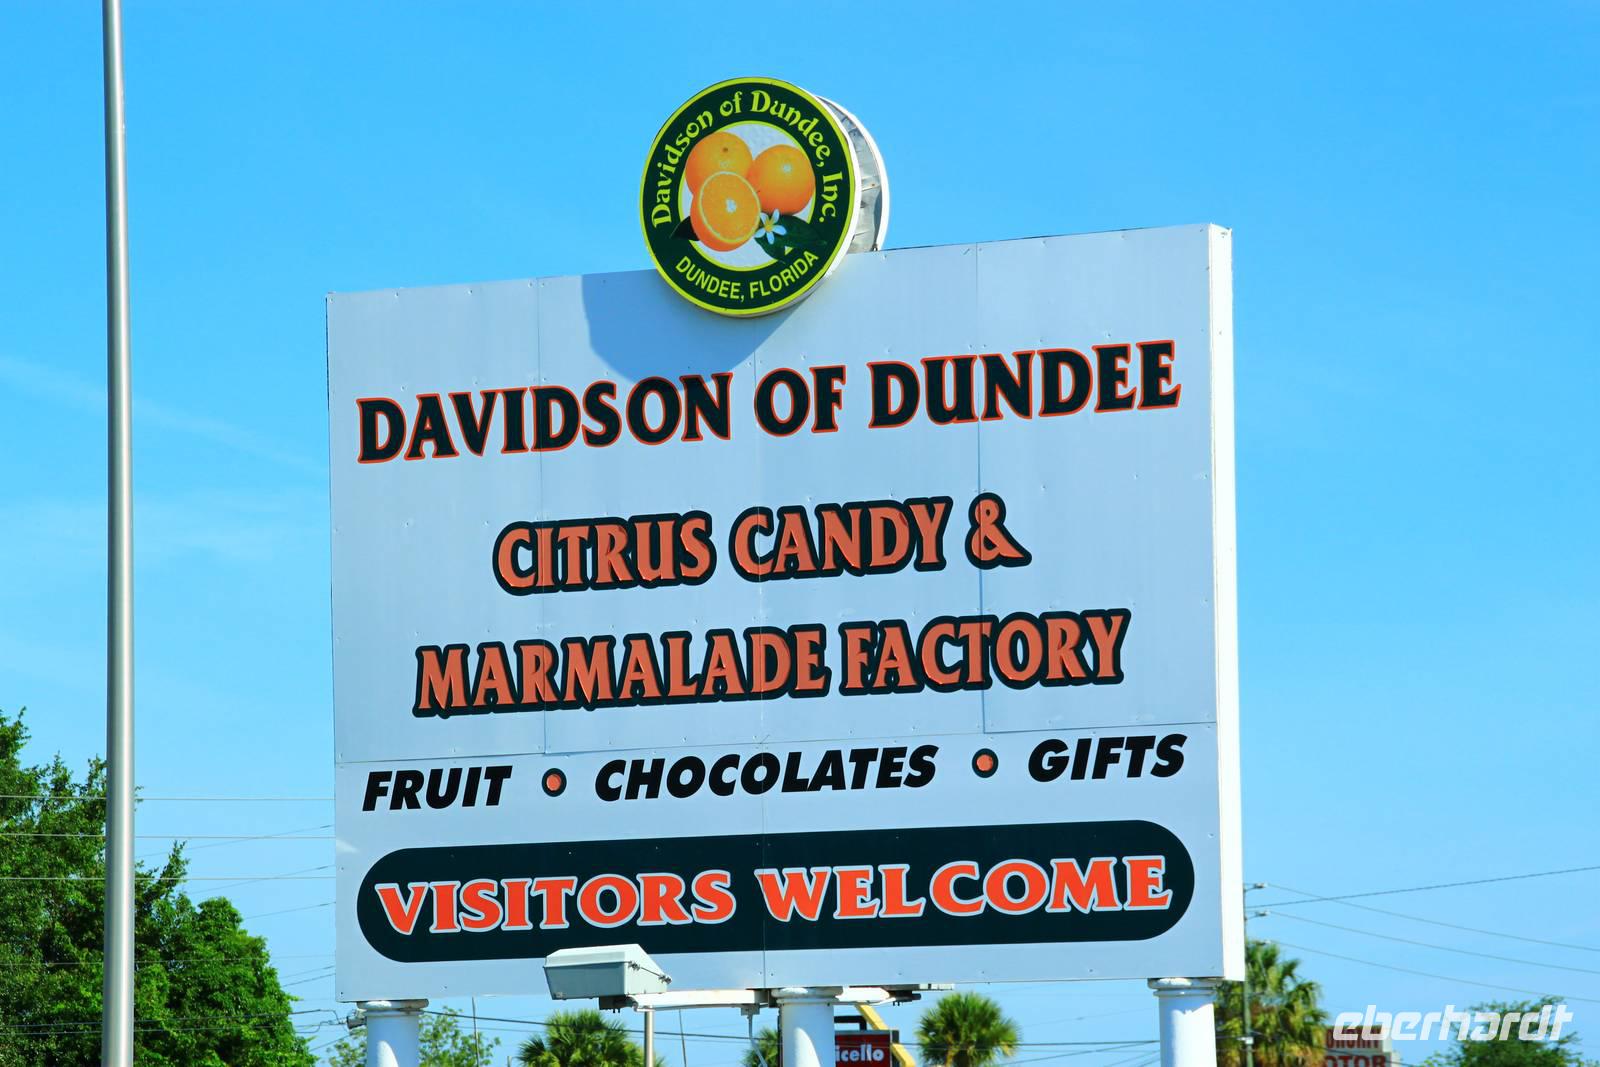 Davidson of Dundee, Inc.
DUNDEE, FLORIDA
DAVIDSON OF DUNDEE
CITRUS CANDY &
MARMALADE FACTORY
FRUIT • CHOCOLATES • GIFTS
VISITORS WELCOME
eberhardt